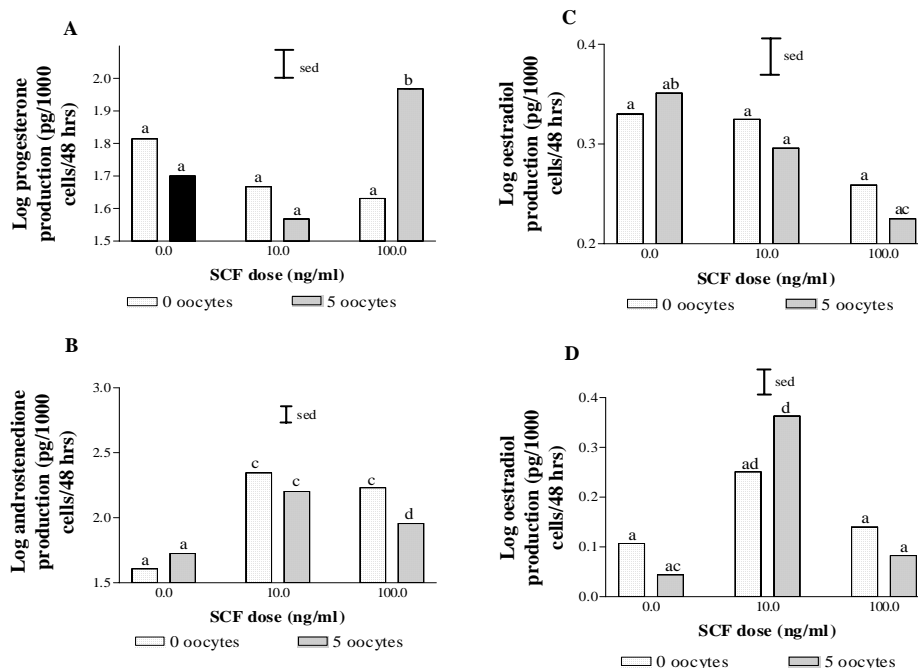 A
Log progesterone
production (pg/1000
cells/48 hrs)
2.0
1.9
1.8
1.7
1.6
1.5
sed
a
a
a
a
a
b
0.0
10.0
100.0
SCF dose (ng/ml)
0 oocytes
5 oocytes
C
Log oestradiol
production (pg/1000
cells/48 hrs)
0.4
0.3
0.2
sed
a
ab
a
a
a
ac
0.0
10.0
100.0
SCF dose (ng/ml)
0 oocytes
5 oocytes
B
Log androstenedione
production (pg/1000
cells/48 hrs)
3.0
2.5
2.0
1.5
sed
a
a
c
c
c
d
0.0
10.0
100.0
SCF dose (ng/ml)
0 oocytes
5 oocytes
D
Log oestradiol
production (pg/1000
cells/48 hrs)
0.4
0.3
0.2
0.1
0.0
sed
a
ac
ad
d
a
a
0.0
10.0
100.0
SCF dose (ng/ml)
0 oocytes
5 oocytes